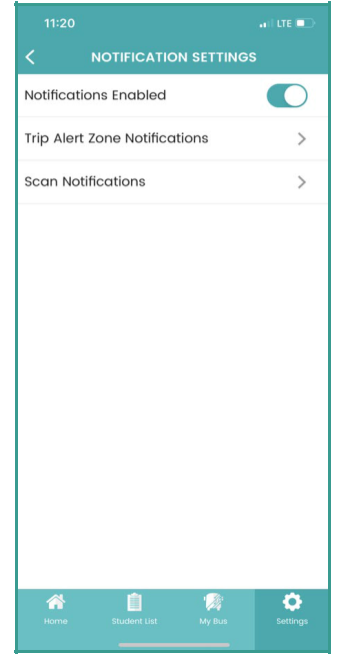 11:20
LTE
NOTIFICATION SETTINGS
Notifications Enabled
Trip Alert Zone Notifications
Scan Notifications
Home Student List My Bus Settings